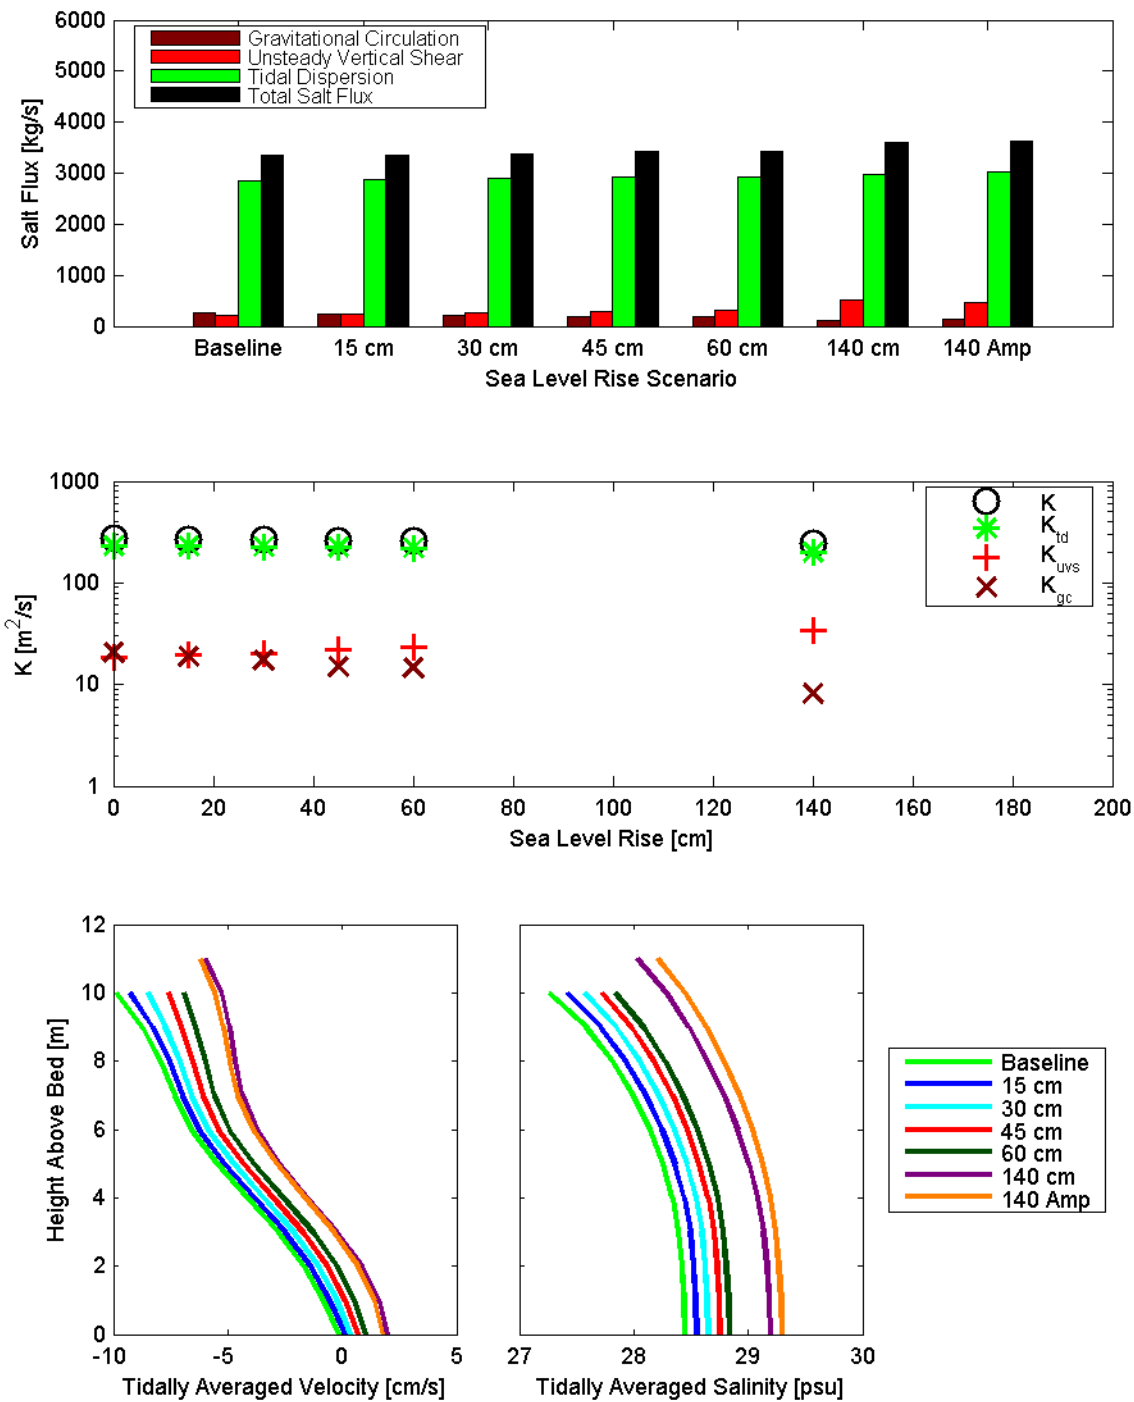 6000
5000
4000
3000
2000
1000
0
Salt Flux [kg/s]
Gravitational Circulation
Unsteady Vertical Shear
Tidal Dispersion
Total Salt Flux
Baseline 15 cm 30 cm 45 cm 60 cm 140 cm 140 Amp
Sea Level Rise Scenario
1000
100
10
1
K [m²/s]
K
K_td
K_uvs
K_gc
0 20 40 60 80 100 120 140 160 180 200
Sea Level Rise [cm]
12
10
8
6
4
2
0
Height Above Bed [m]
-10 -5 0 5
Tidally Averaged Velocity [cm/s]
27 28 29 30
Tidally Averaged Salinity [psu]
Baseline
15 cm
30 cm
45 cm
60 cm
140 cm
140 Amp